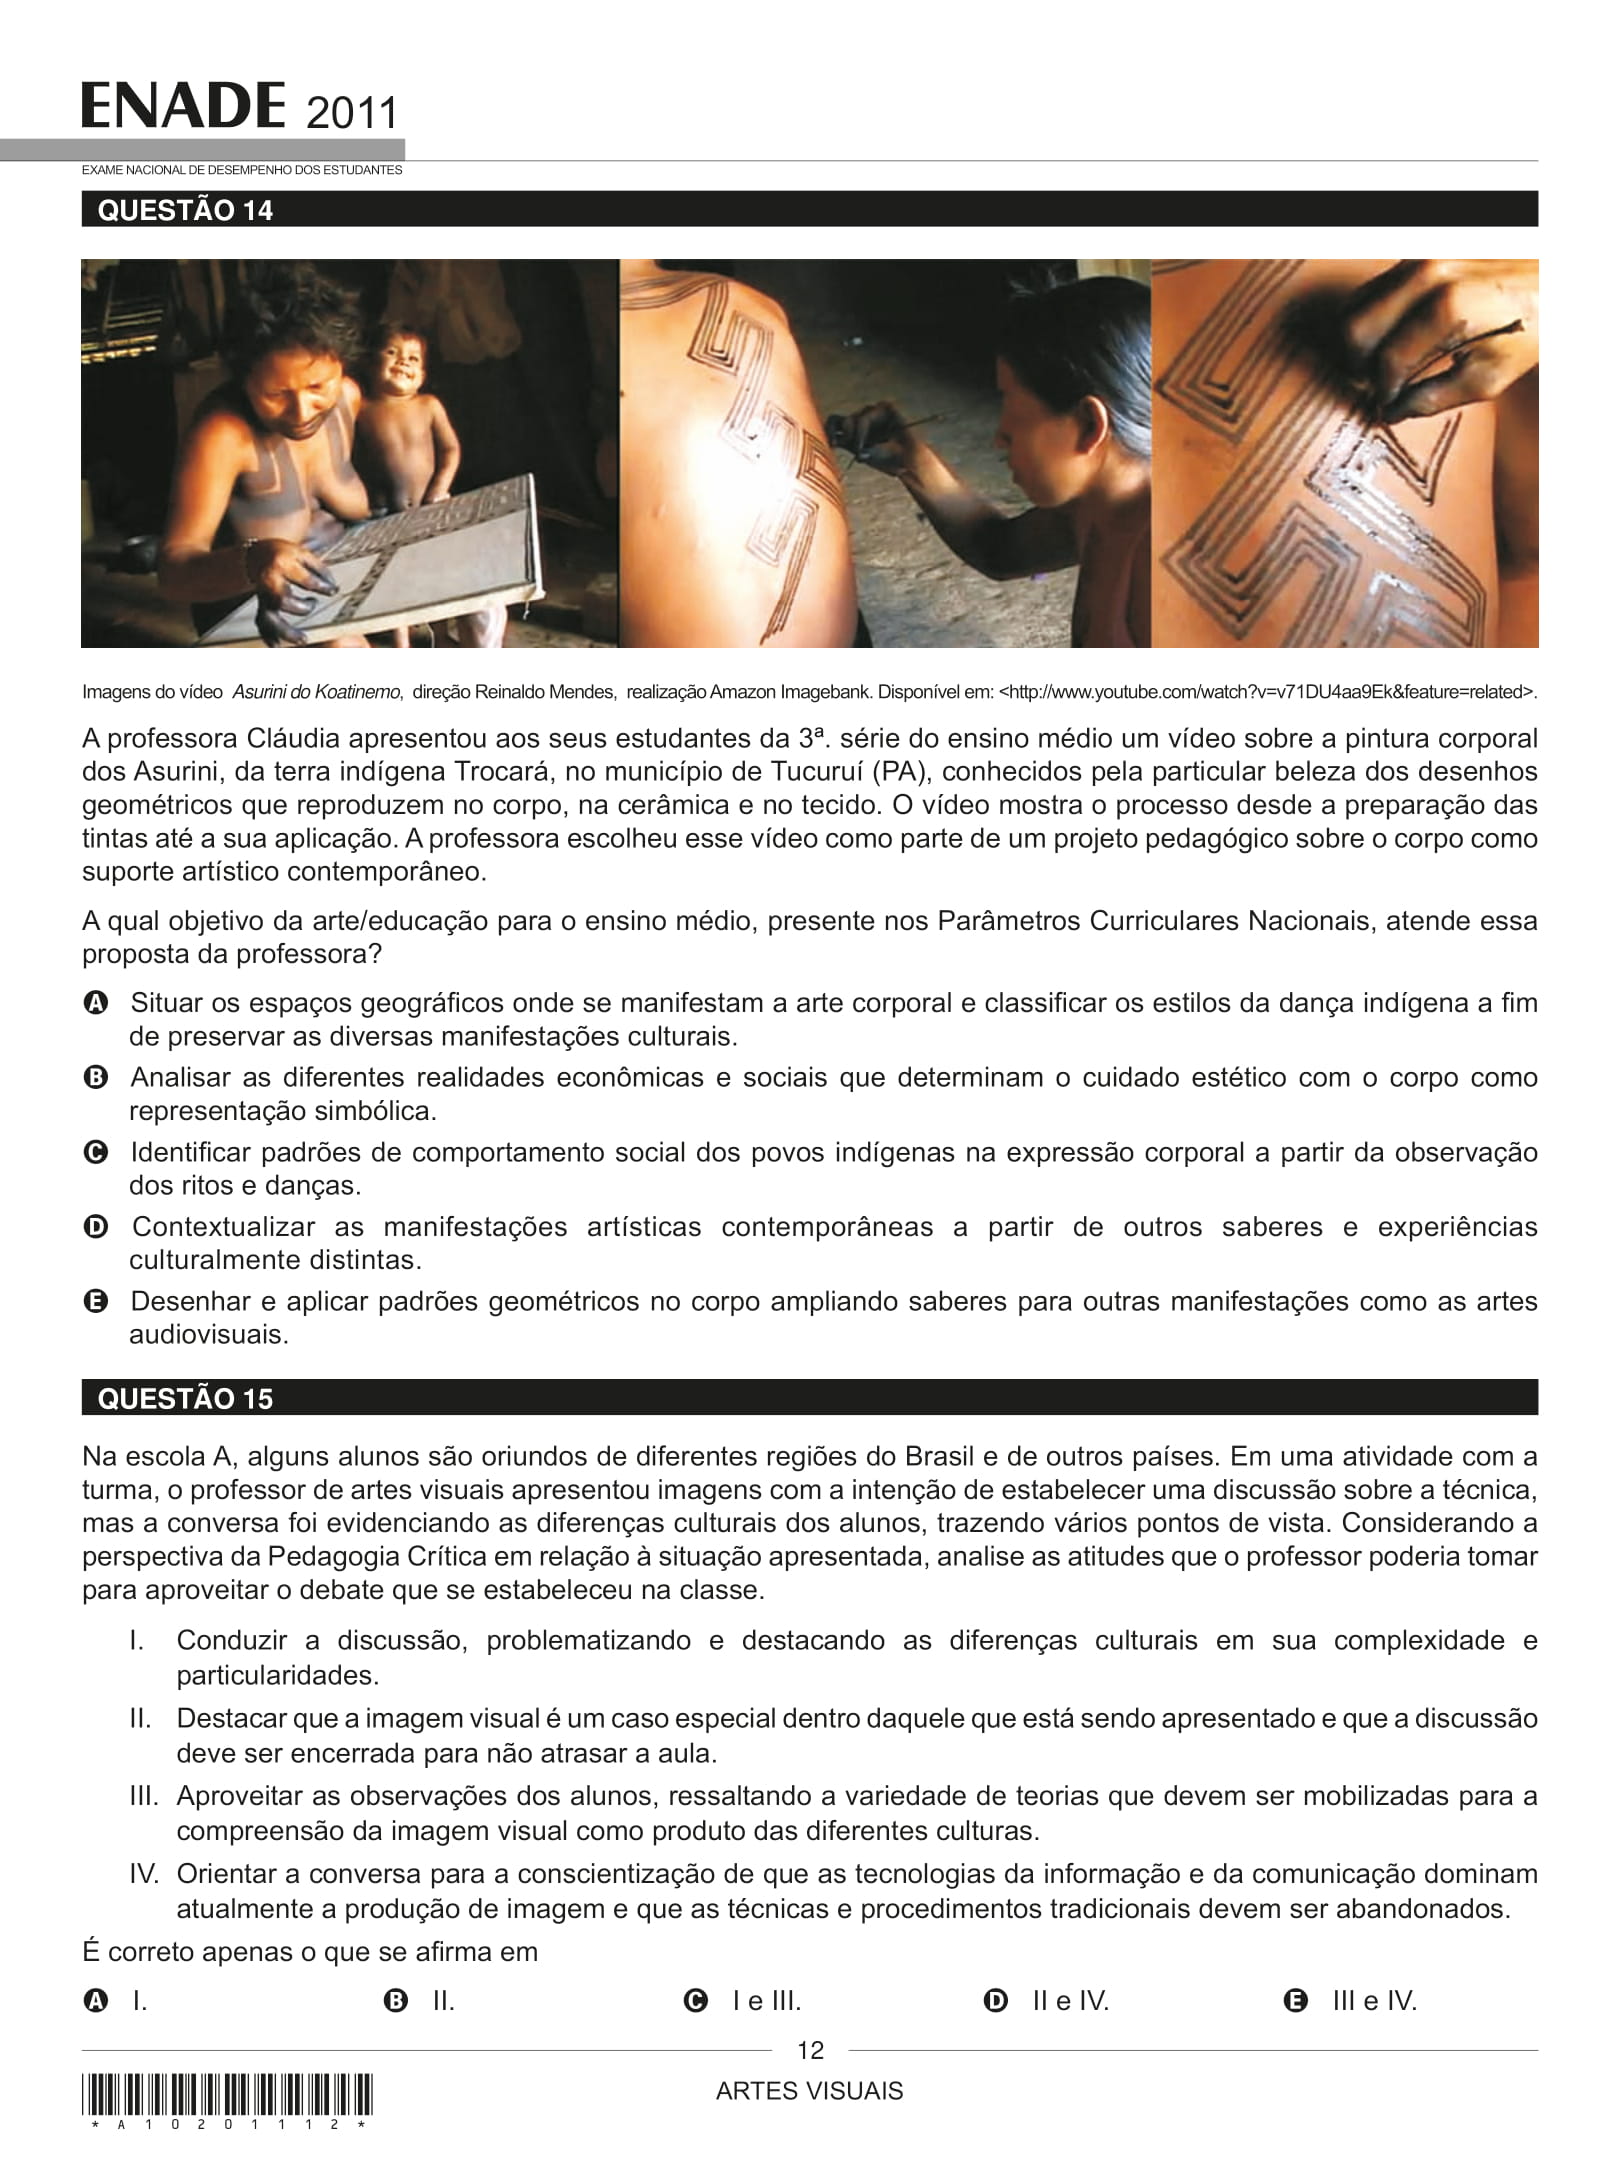 ENADE 2011
EXAME NACIONAL DE DESEMPENHO DOS ESTUDANTES
QUESTÃO 14
Imagens do vídeo Asurini do Koatinemo, direção Reinaldo Mendes, realização Amazon Imagebank. Disponível em: <http://www.youtube.com/watch?v=v71DU4aa9Ek&feature=related>.
A professora Cláudia apresentou aos seus estudantes da 3ª. série do ensino médio um vídeo sobre a pintura corporal
dos Asurini, da terra indígena Trocará, no município de Tucuruí (PA), conhecidos pela particular beleza dos desenhos
geométricos que reproduzem no corpo, na cerâmica e no tecido. O vídeo mostra o processo desde a preparação das
tintas até a sua aplicação. A professora escolheu esse vídeo como parte de um projeto pedagógico sobre o corpo como
suporte artístico contemporâneo.
A qual objetivo da arte/educação para o ensino médio, presente nos Parâmetros Curriculares Nacionais, atende essa
proposta da professora?
A Situar os espaços geográficos onde se manifestam a arte corporal e classificar os estilos da dança indígena a fim
de preservar as diversas manifestações culturais.
B Analisar as diferentes realidades econômicas e sociais que determinam o cuidado estético com o corpo como
representação simbólica.
C Identificar padrões de comportamento social dos povos indígenas na expressão corporal a partir da observação
dos ritos e danças.
D Contextualizar as manifestações artísticas contemporâneas a partir de outros saberes e experiências
culturalmente distintas.
E Desenhar e aplicar padrões geométricos no corpo ampliando saberes para outras manifestações como as artes
audiovisuais.
QUESTÃO 15
Na escola A, alguns alunos são oriundos de diferentes regiões do Brasil e de outros países. Em uma atividade com a
turma, o professor de artes visuais apresentou imagens com a intenção de estabelecer uma discussão sobre a técnica,
mas a conversa foi evidenciando as diferenças culturais dos alunos, trazendo vários pontos de vista. Considerando a
perspectiva da Pedagogia Crítica em relação à situação apresentada, analise as atitudes que o professor poderia tomar
para aproveitar o debate que se estabeleceu na classe.
I. Conduzir a discussão, problematizando e destacando as diferenças culturais em sua complexidade e
particularidades.
II. Destacar que a imagem visual é um caso especial dentro daquele que está sendo apresentado e que a discussão
deve ser encerrada para não atrasar a aula.
III. Aproveitar as observações dos alunos, ressaltando a variedade de teorias que devem ser mobilizadas para a
compreensão da imagem visual como produto das diferentes culturas.
IV. Orientar a conversa para a conscientização de que as tecnologias da informação e da comunicação dominam
atualmente a produção de imagem e que as técnicas e procedimentos tradicionais devem ser abandonados.
É correto apenas o que se afirma em
A I. B II. C I e III. D II e IV. E III e IV.
12
ARTES VISUAIS
* A 1 0 2 0 1 1 1 2 *